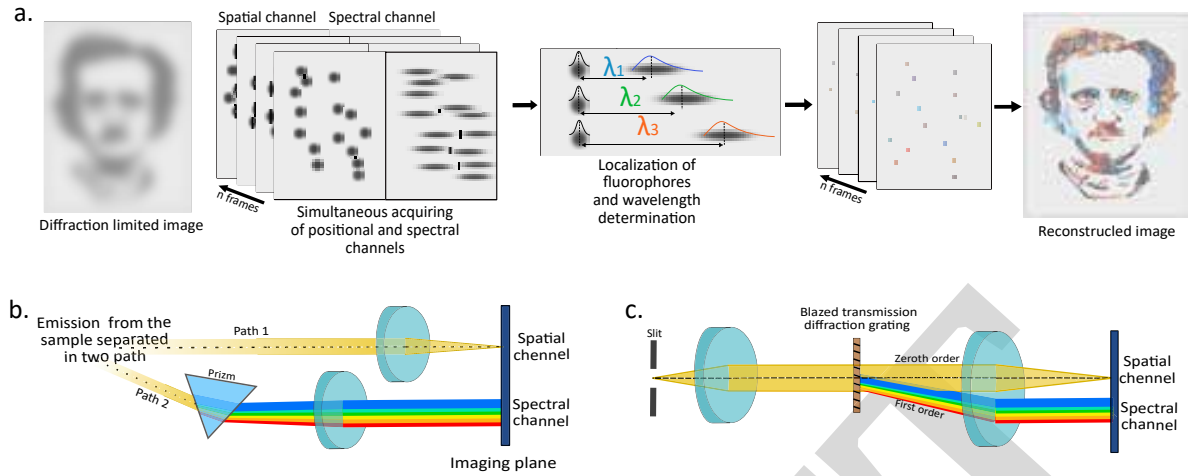 a.
Spatial channel Spectral channel
n frames
Diffraction limited image
Simultaneous acquiring
of positional and spectral
channels
λ1
λ2
λ3
Localization of
fluorophores
and wavelength
determination
Reconstrucled image
b.
Emission from the
sample separated
in two path
Path 1
Path 2
Prizm
Spatial
chennel
Spectral
channel
Imaging plane
c.
Slit
Blazed transmission
diffraction grating
Zeroth order
First order
Spatial
chennel
Spectral
channel